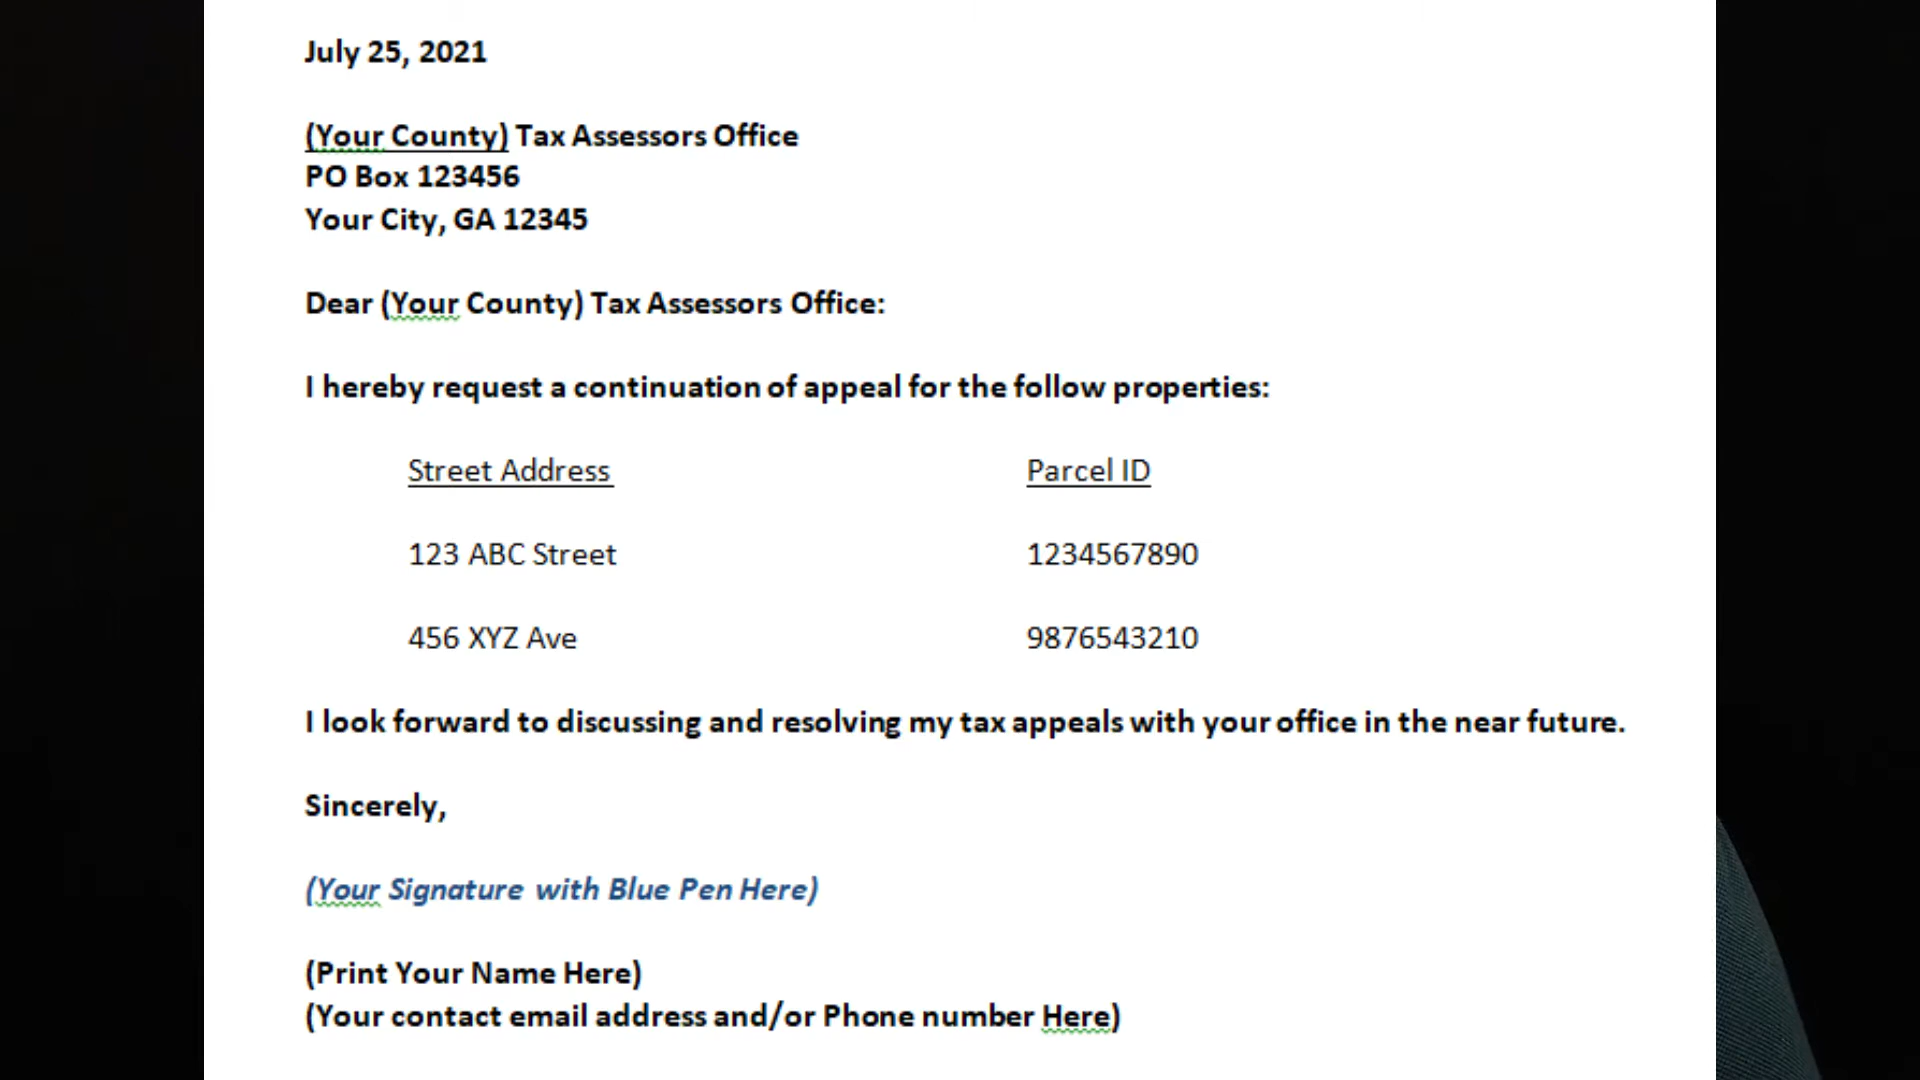 July 25, 2021
(Your County) Tax Assessors Office
PO Box 123456
Your City, GA 12345
Dear (Your County) Tax Assessors Office:
I hereby request a continuation of appeal for the follow properties:
Street Address Parcel ID
123 ABC Street 1234567890
456 XYZ Ave 9876543210
I look forward to discussing and resolving my tax appeals with your office in the near future.
Sincerely,
(Your Signature with Blue Pen Here)
(Print Your Name Here)
(Your contact email address and/or Phone number Here)